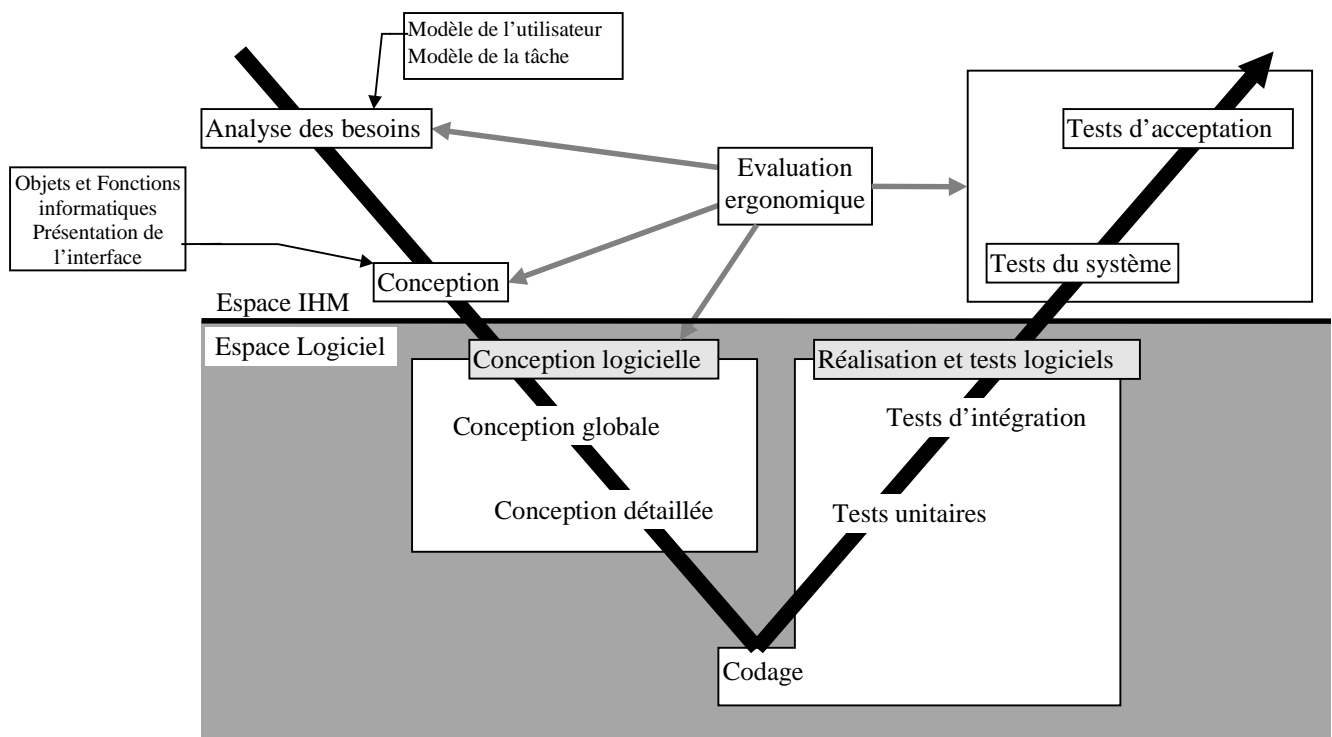 Modèle de l’utilisateur
Modèle de la tâche
Analyse des besoins
Tests d’acceptation
Evaluation
ergonomique
Objets et Fonctions
informatiques
Présentation de
l’interface
Conception
Tests du système
Espace IHM
Espace Logiciel
Conception logicielle
Réalisation et tests logiciels
Conception globale
Tests d’intégration
Conception détaillée
Tests unitaires
Codage